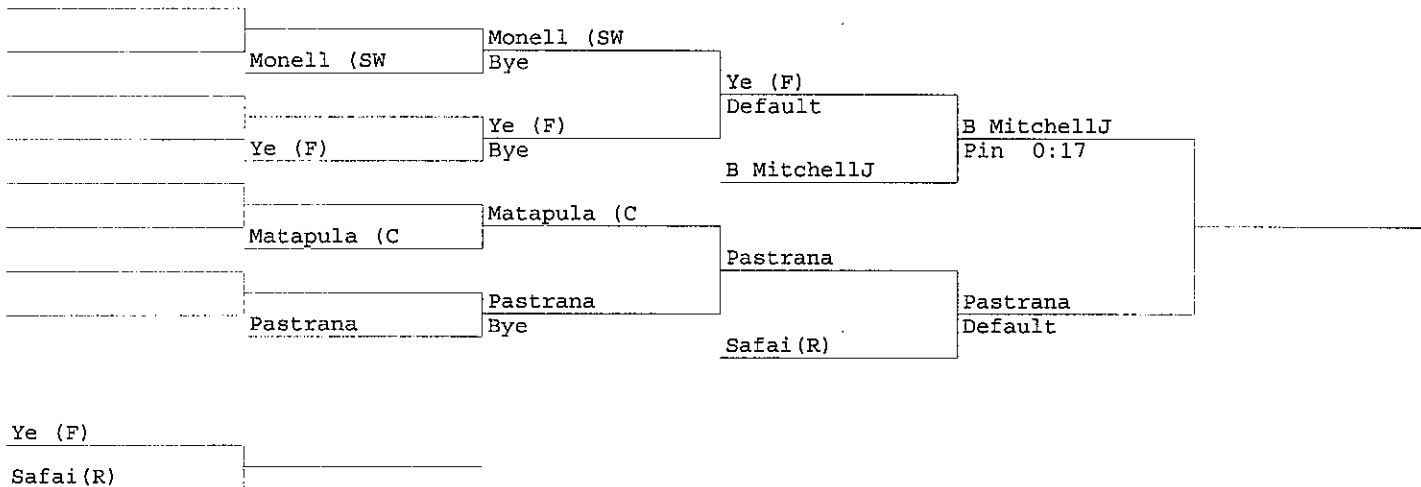 Monell (SW
Monell (SW
Bye
Ye (F)
Default
Ye (F)
Ye (F)
Bye
B MitchellJ
Pin 0:17
B MitchellJ
Matapula (C
Matapula (C
Pastrana
Pastrana
Pastrana
Bye
Pastrana
Default
Safai(R)
Ye (F)
Safai(R)